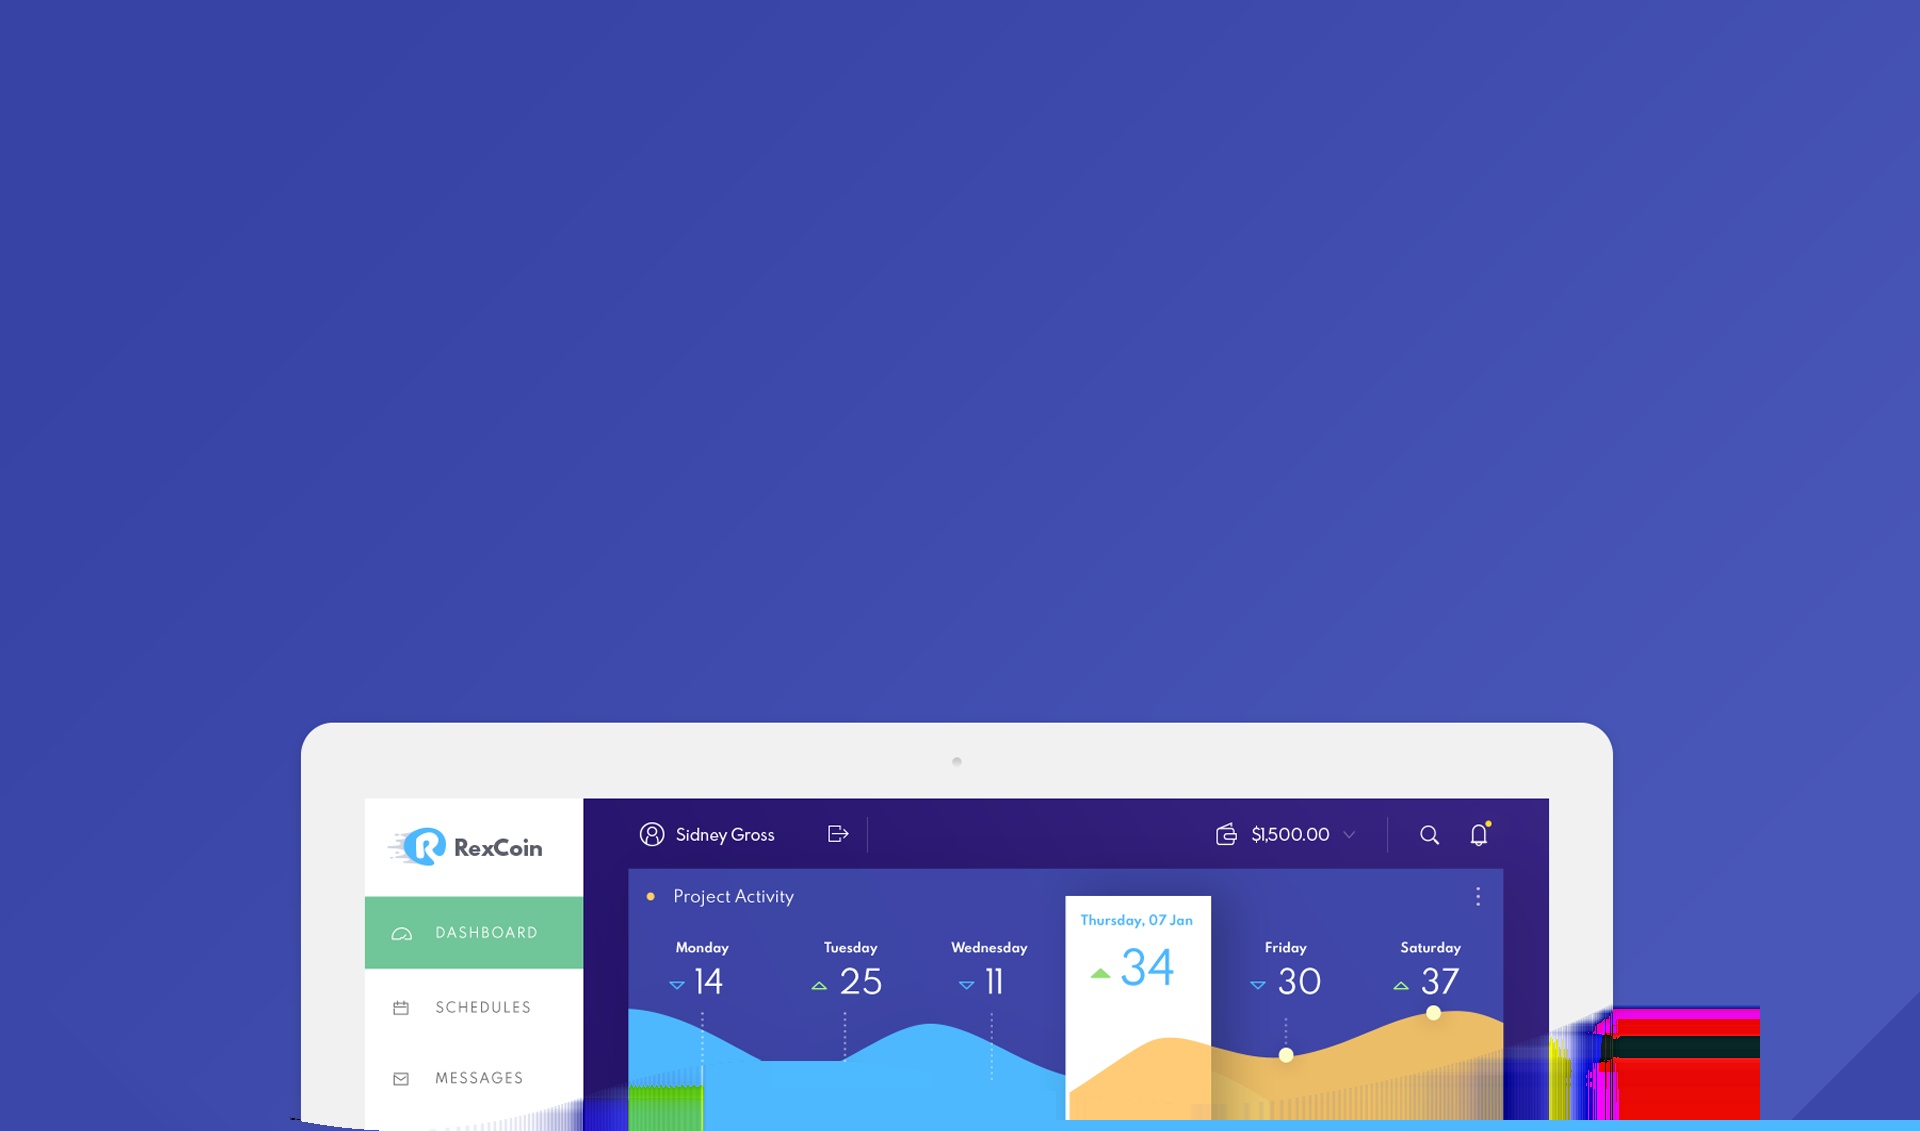 RexCoin
DASHBOARD
SCHEDULES
MESSAGES
Sidney Gross
$1,500.00
Project Activity
Monday
14
Tuesday
25
Wednesday
11
Thursday, 07 Jan
34
Friday
30
Saturday
37